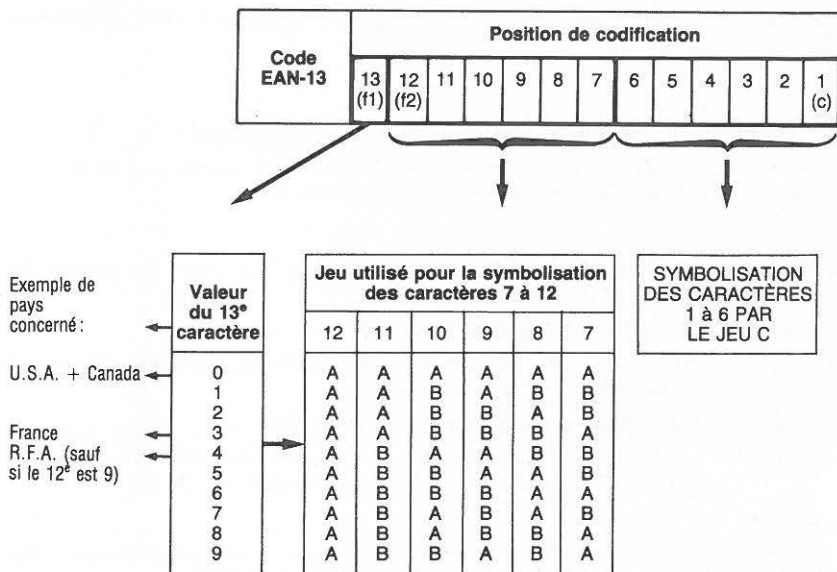 Code
EAN-13
Position de codification
13 12 11 10 9 8 7 6 5 4 3 2 1
(f1) (f2) (c)
Exemple de
pays
concerné :
U.S.A. + Canada
France
R.F.A. (sauf
si le 12e est 9)
Valeur
du 13e
caractère
Jeu utilisé pour la symbolisation
des caractères 7 à 12
12 11 10 9 8 7
0 A A A A A A
1 A A B A B B
2 A A B B A B
3 A A B B B A
4 A B A A B B
5 A B B A A B
6 A B B B A A
7 A B A B A B
8 A B A B B A
9 A B B A B A
SYMBOLISATION
DES CARACTÈRES
1 à 6 PAR
LE JEU C